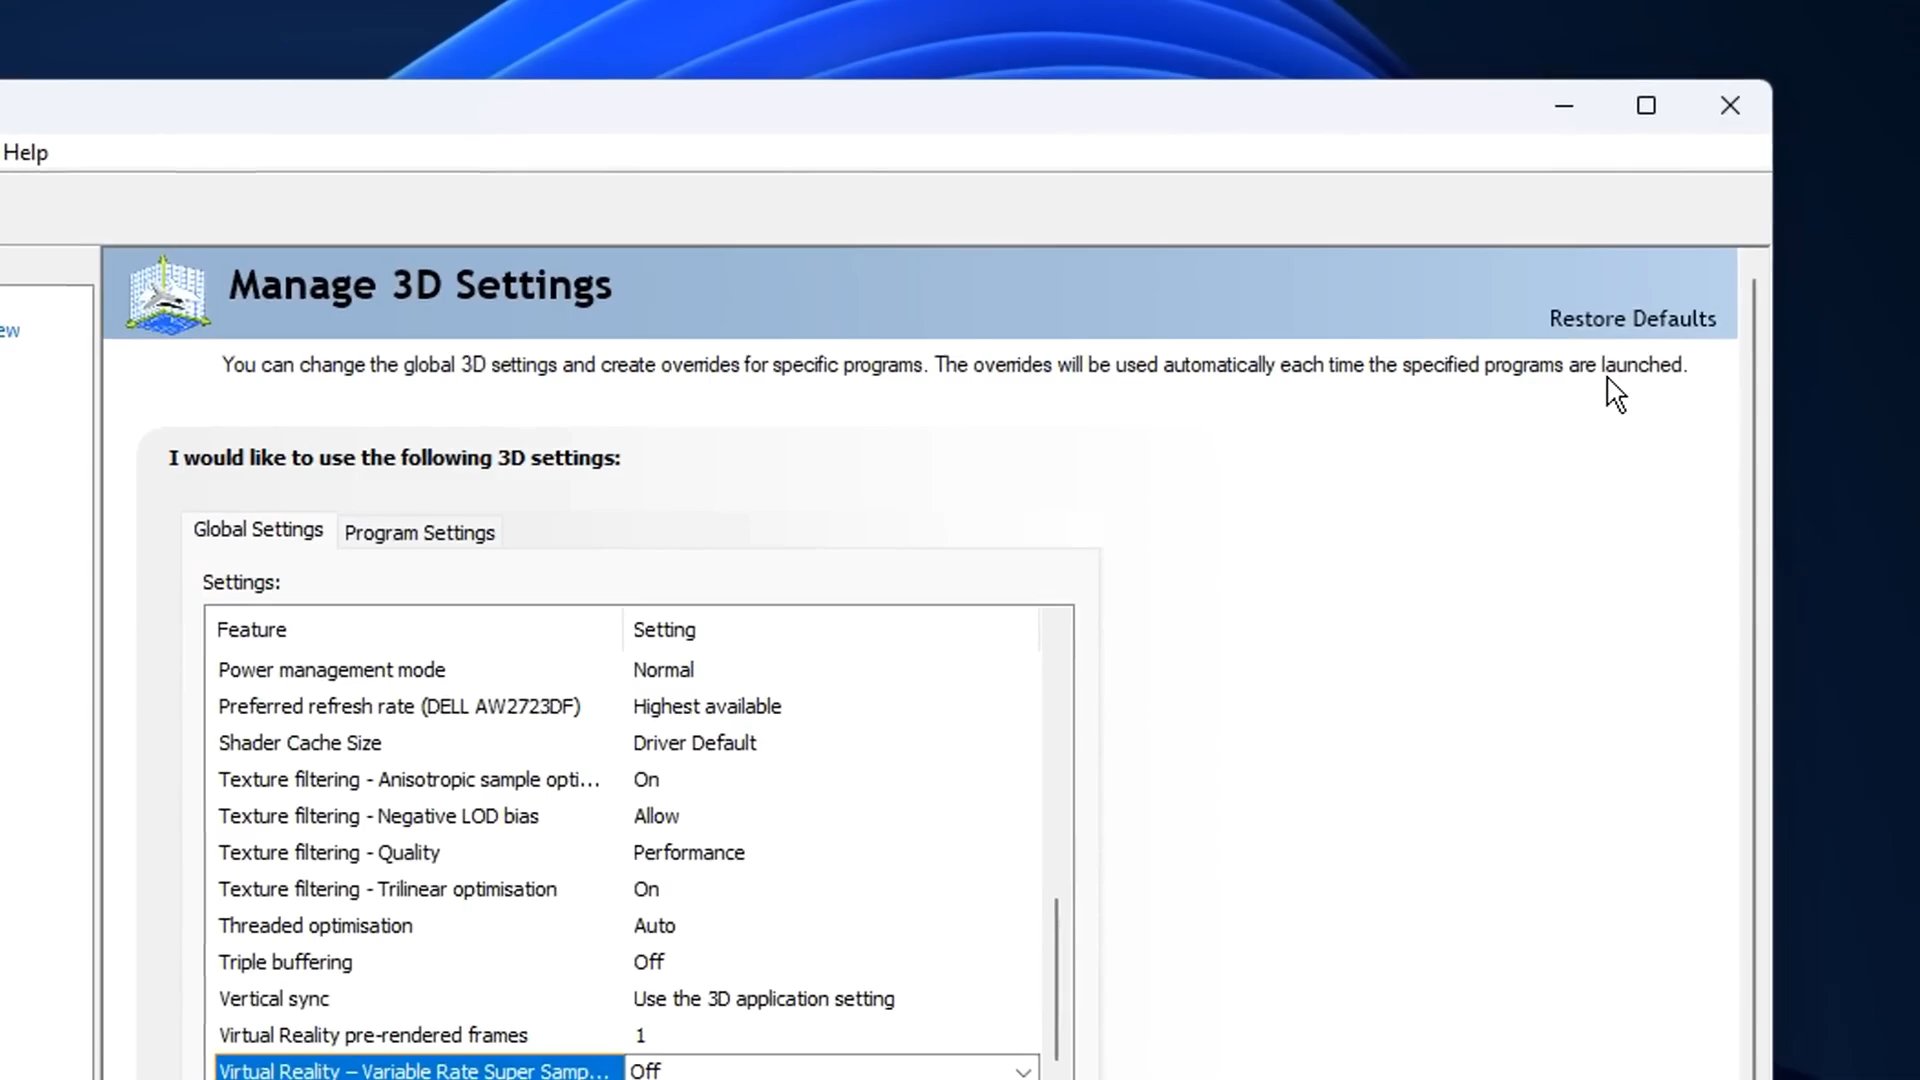 Help
ew
Manage 3D Settings
Restore Defaults
You can change the global 3D settings and create overrides for specific programs. The overrides will be used automatically each time the specified programs are launched.
I would like to use the following 3D settings:
Global Settings Program Settings
Settings:
Feature Setting
Power management mode Normal
Preferred refresh rate (DELL AW2723DF) Highest available
Shader Cache Size Driver Default
Texture filtering - Anisotropic sample opti... On
Texture filtering - Negative LOD bias Allow
Texture filtering - Quality Performance
Texture filtering - Trilinear optimisation On
Threaded optimisation Auto
Triple buffering Off
Vertical sync Use the 3D application setting
Virtual Reality pre-rendered frames 1
Virtual Reality – Variable Rate Super Samp... Off